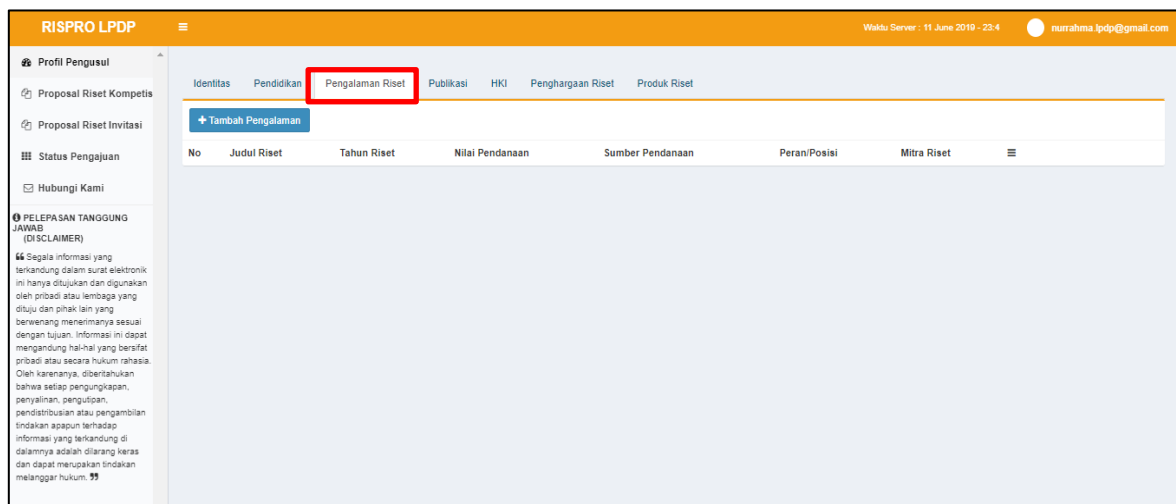 RISPRO LPDP
Waktu Server : 11 June 2019 - 23:4
nurrahma.lpdp@gmail.com
Profil Pengusul
Proposal Riset Kompetis
Proposal Riset Invitasi
Status Pengajuan
Hubungi Kami
PELEPASAN TANGGUNG
JAWAB
(DISCLAIMER)
Segala informasi yang
terkandung dalam surat elektronik
ini hanya ditujukan dan digunakan
oleh pribadi atau lembaga yang
dituju dan pihak lain yang
berwenang menerimanya sesuai
dengan tujuan. Informasi ini dapat
mengandung hal-hal yang bersifat
pribadi atau secara hukum rahasia.
Oleh karenanya, diberitahukan
bahwa setiap pengungkapan,
penyalinan, pengutipan,
pendistribusian atau pengambilan
tindakan apapun terhadap
informasi yang terkandung di
dalamnya adalah dilarang keras
dan dapat merupakan tindakan
melanggar hukum.
Identitas Pendidikan Pengalaman Riset Publikasi HKI Penghargaan Riset Produk Riset
+ Tambah Pengalaman
No Judul Riset Tahun Riset Nilai Pendanaan Sumber Pendanaan Peran/Posisi Mitra Riset